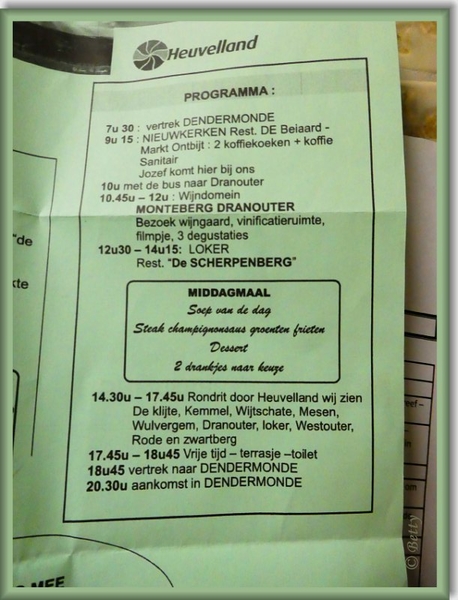 Heuvelland
PROGRAMMA :
7u 30 : vertrek DENDERMONDE
9u 15 : NIEUWKERKEN Rest. DE Beiaard -
Markt Ontbijt : 2 koffiekoeken + koffie
Sanitair
Jozef komt hier bij ons
10u met de bus naar Dranouter
10.45u – 12u : Wijndomein
MONTEBERG DRANOUTER
Bezoek wijngaard, vinificatieruimte,
filmpje, 3 degustaties
12u30 – 14u15: LOKER
Rest. "De SCHERPENBERG"
MIDDAGMAAL
Soep van de dag
Steak champignonsaus groenten frieten
Dessert
2 drankjes naar keuze
14.30u – 17.45u Rondrit door Heuvelland wij zien
De klijte, Kemmel, Wijtschate, Mesen,
Wulvergem, Dranouter, loker, Westouter,
Rode en zwartberg
17.45u – 18u45 Vrije tijd – terrasje –toilet
18u45 vertrek naar DENDERMONDE
20.30u aankomst in DENDERMONDE
"de
kte
MEE
© Betty